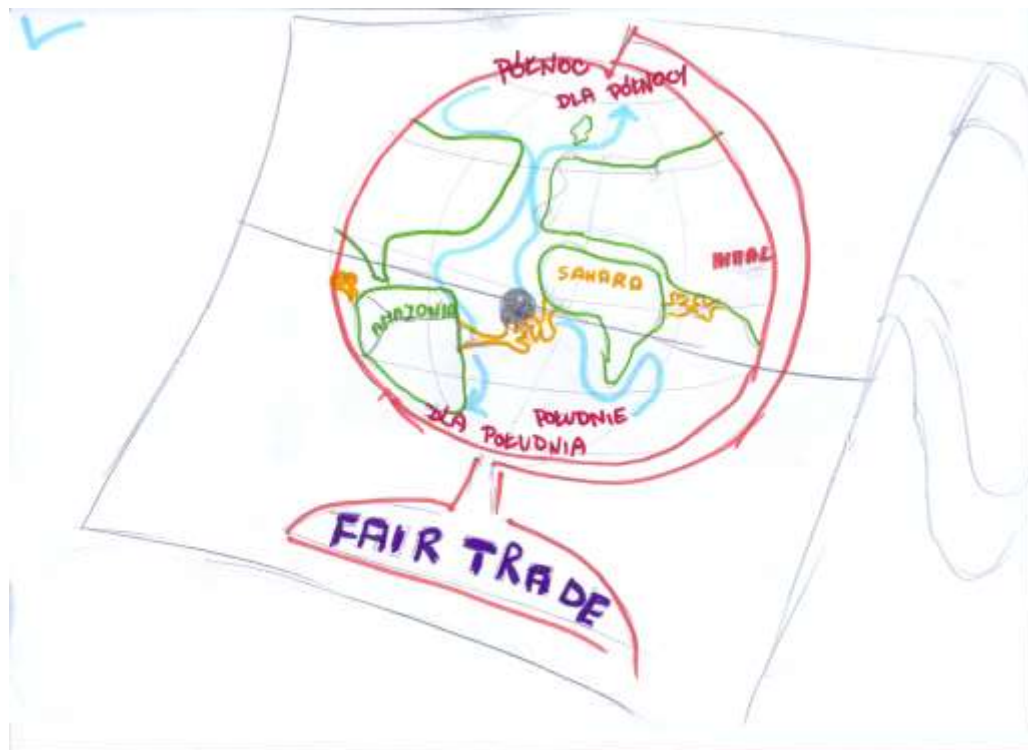 PÓŁNOC
DLA PÓŁNOCY
SAHARA
AMAZONIA
POŁUDNIE
DLA POŁUDNIA
FAIR TRADE